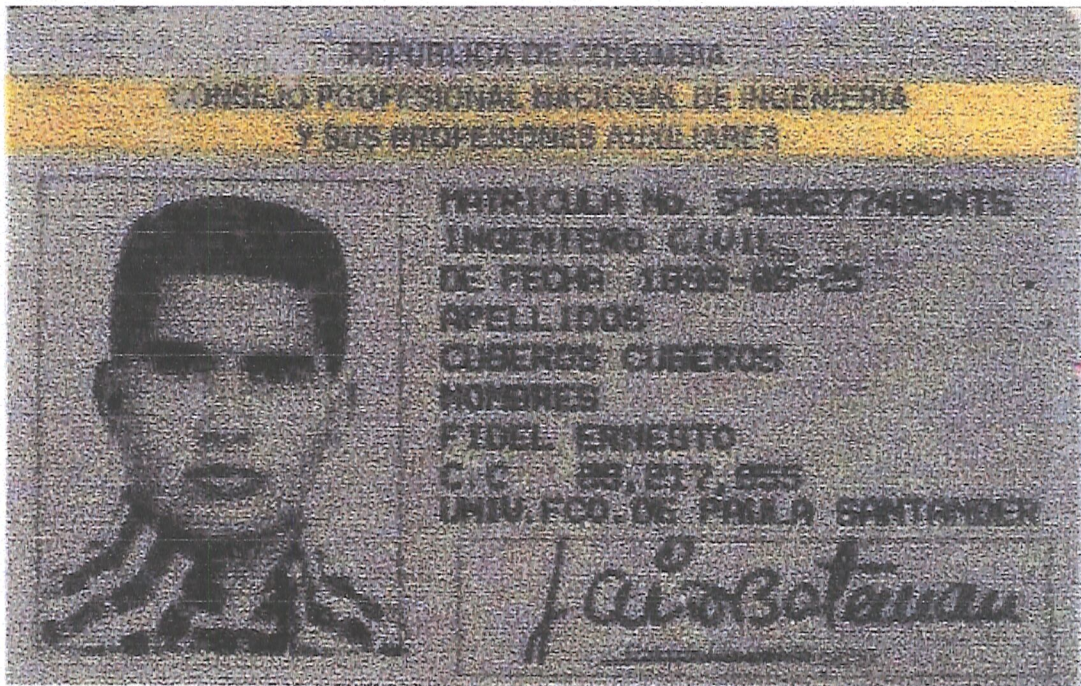 REPUBLICA DE COLOMBIA
CONSEJO PROFESIONAL NACIONAL DE INGENIERIA
Y SUS PROFESIONES AUXILIARES
MATRICULA No.
INGENIERO CIVIL
DE FECHA
APELLIDOS
CUBEROS CUBEROS
NOMBRES
FIDEL ERNESTO
C.C
UNIV.FCO.DE PAULA SANTANDER